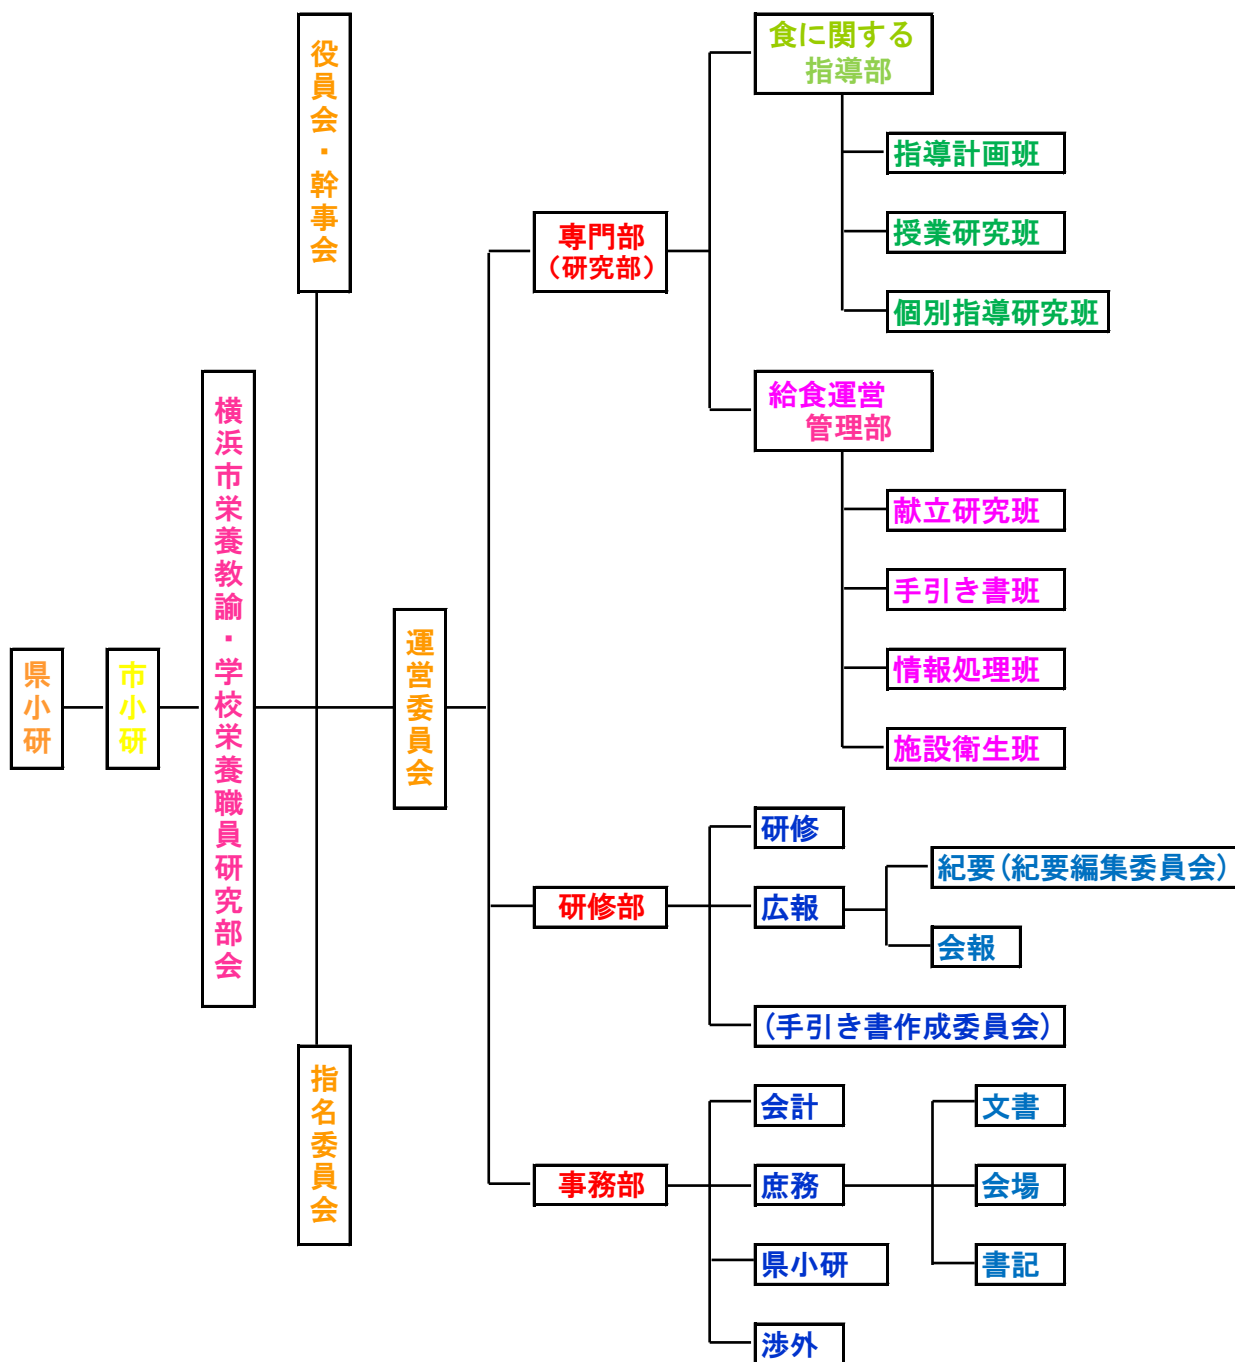 県小研
市小研
横浜市栄養教諭・学校栄養職員研究部会
役員会・幹事会
指名委員会
運営委員会
専門部
（研究部）
食に関する
指導部
指導計画班
授業研究班
個別指導研究班
給食運営
管理部
献立研究班
手引き書班
情報処理班
施設衛生班
研修部
研修
広報
紀要（紀要編集委員会）
会報
（手引き書作成委員会）
事務部
会計
庶務
文書
会場
書記
県小研
渉外